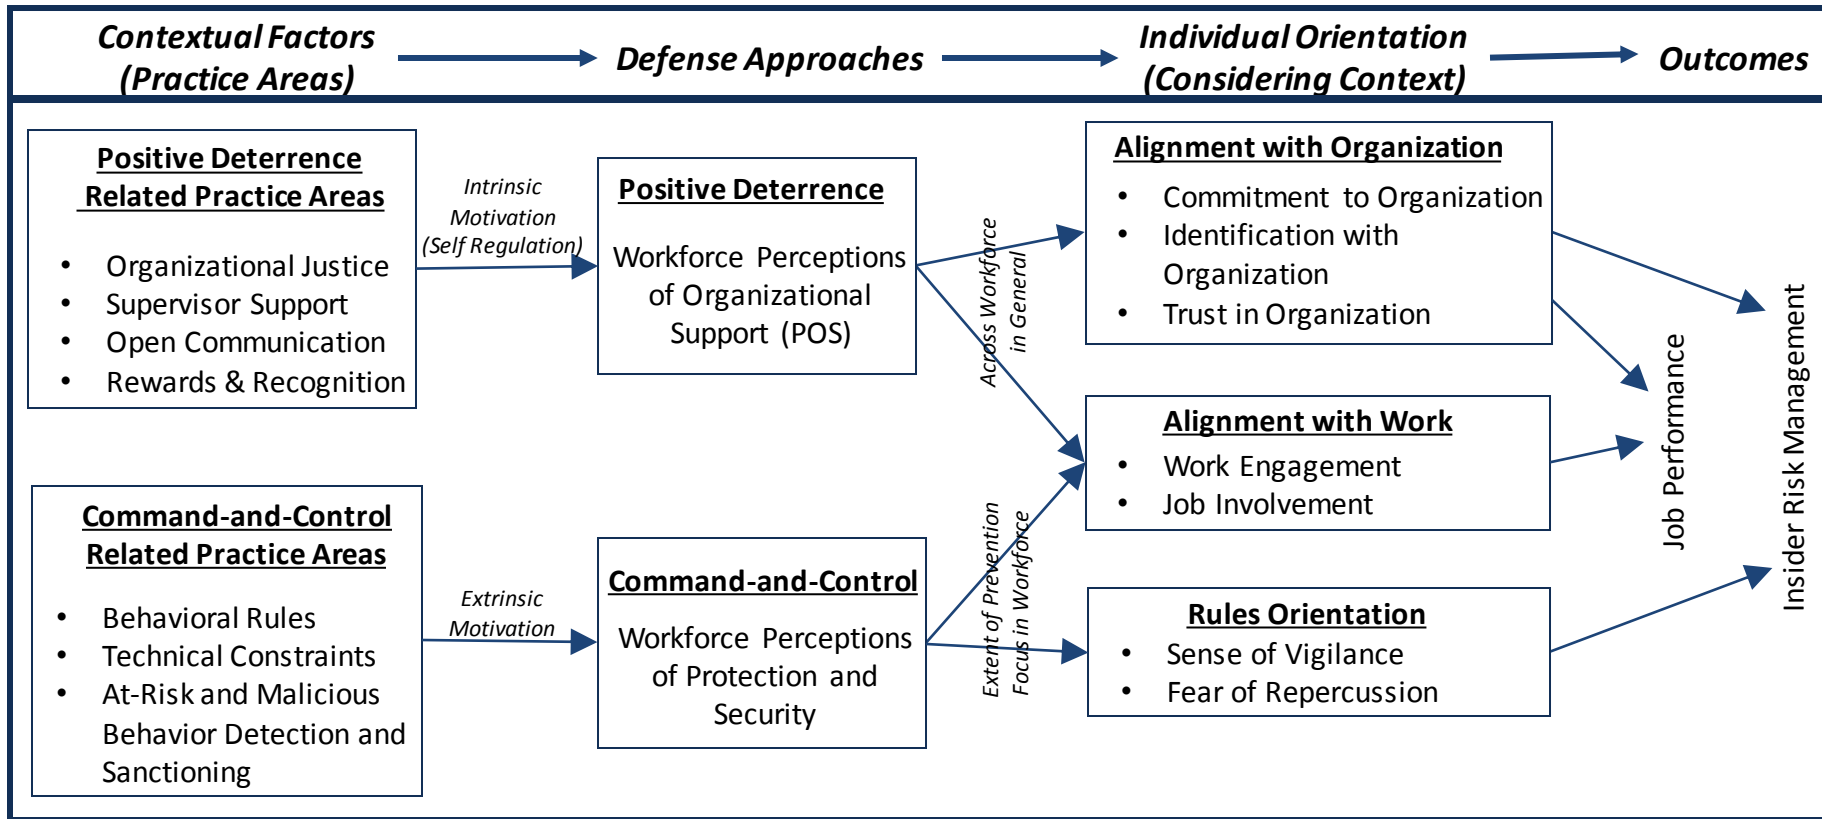 Contextual Factors
(Practice Areas)
Defense Approaches
Individual Orientation
(Considering Context)
Outcomes
Positive Deterrence
Related Practice Areas
• Organizational Justice
• Supervisor Support
• Open Communication
• Rewards & Recognition
Intrinsic
Motivation
(Self Regulation)
Positive Deterrence
Workforce Perceptions
of Organizational
Support (POS)
Across Workforce
in General
Alignment with Organization
• Commitment to Organization
• Identification with
Organization
• Trust in Organization
Command-and-Control
Related Practice Areas
• Behavioral Rules
• Technical Constraints
• At-Risk and Malicious
Behavior Detection and
Sanctioning
Extrinsic
Motivation
Command-and-Control
Workforce Perceptions
of Protection and
Security
Extent of Prevention
Focus in Workforce
Alignment with Work
• Work Engagement
• Job Involvement
Rules Orientation
• Sense of Vigilance
• Fear of Repercussion
Job Performance
Insider Risk Management